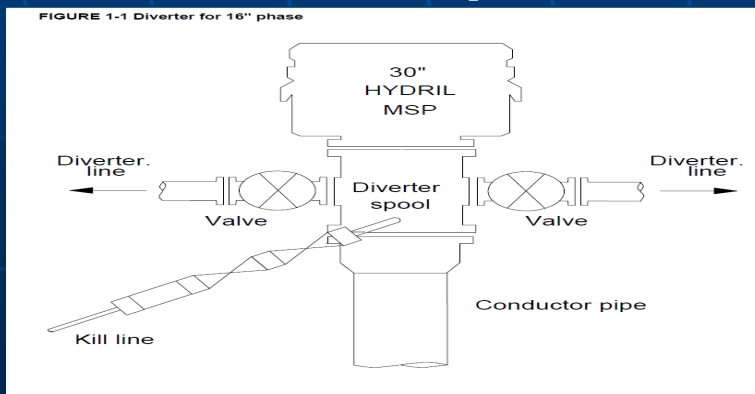 FIGURE 1-1 Diverter for 16" phase
30"
HYDRIL
MSP
Diverter.
line
Diverter.
line
Diverter
spool
Valve
Valve
Conductor pipe
Kill line